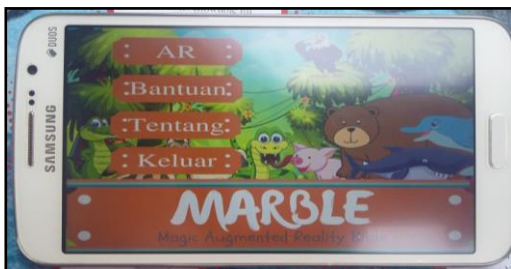 AR
Bantuan
Tentang
Keluar
MARBLE
Magic Augmented Reality
SAMSUNG
DUOS